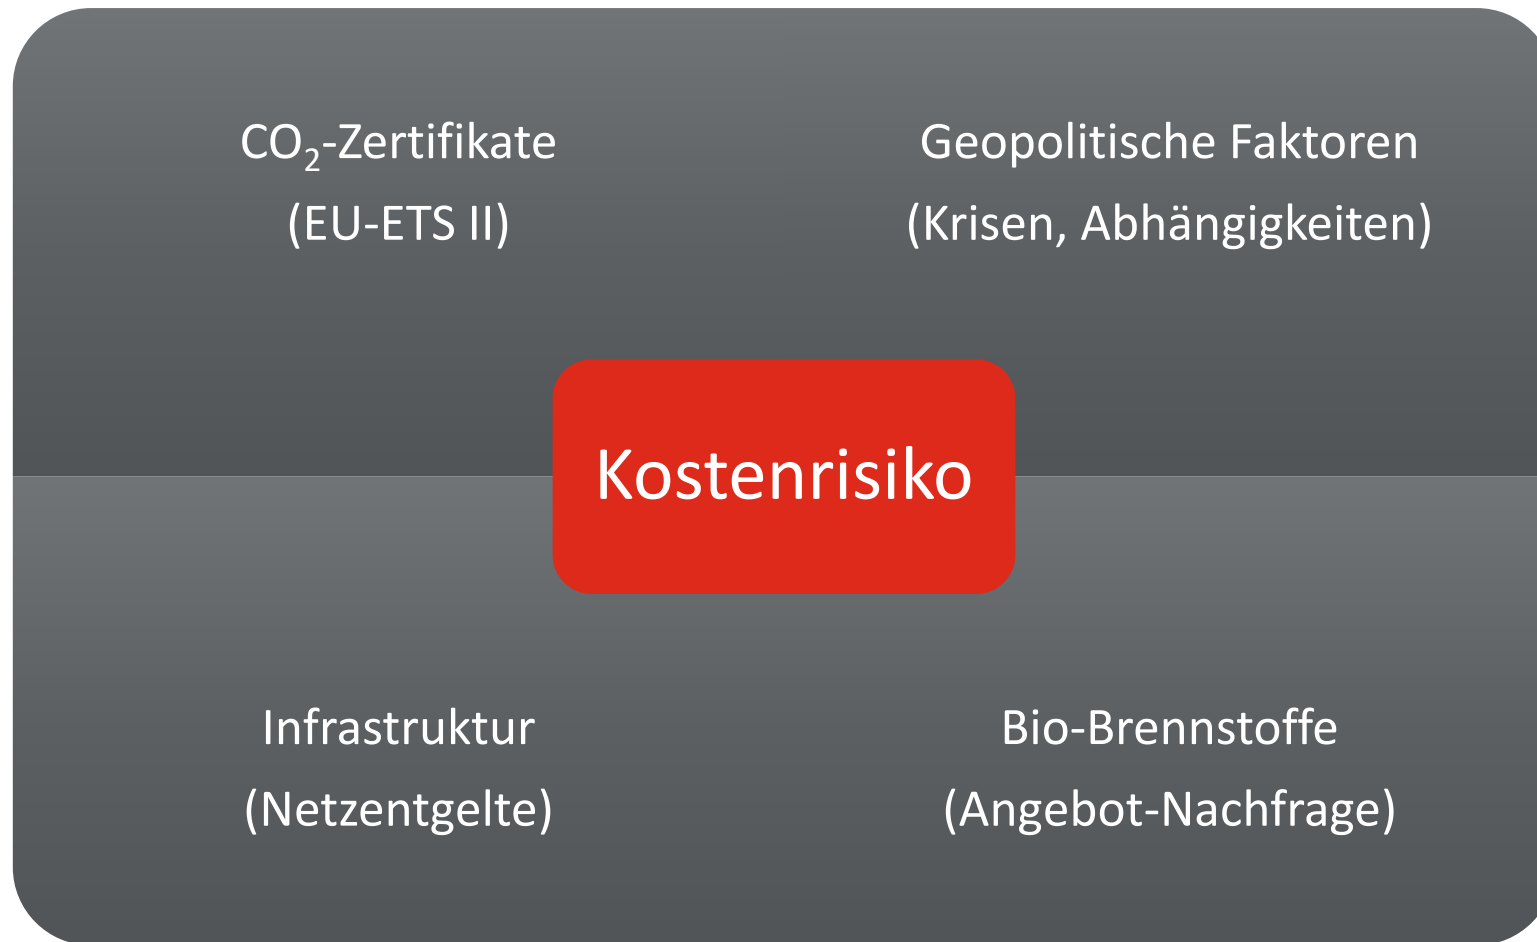 CO₂-Zertifikate
(EU-ETS II)
Geopolitische Faktoren
(Krisen, Abhängigkeiten)
Kostenrisiko
Infrastruktur
(Netzentgelte)
Bio-Brennstoffe
(Angebot-Nachfrage)